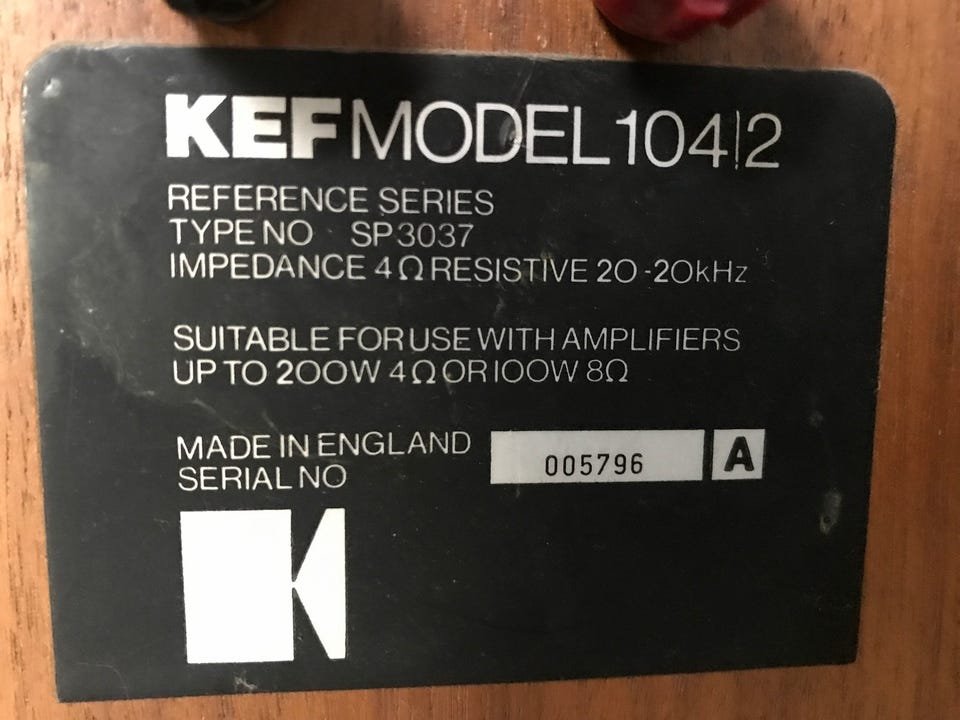 KEF MODEL 104|2
REFERENCE SERIES
TYPE NO SP3037
IMPEDANCE 4Ω RESISTIVE 20 - 20kHz
SUITABLE FOR USE WITH AMPLIFIERS
UP TO 200W 4Ω OR 100W 8Ω
MADE IN ENGLAND
SERIAL NO 005796 A
K